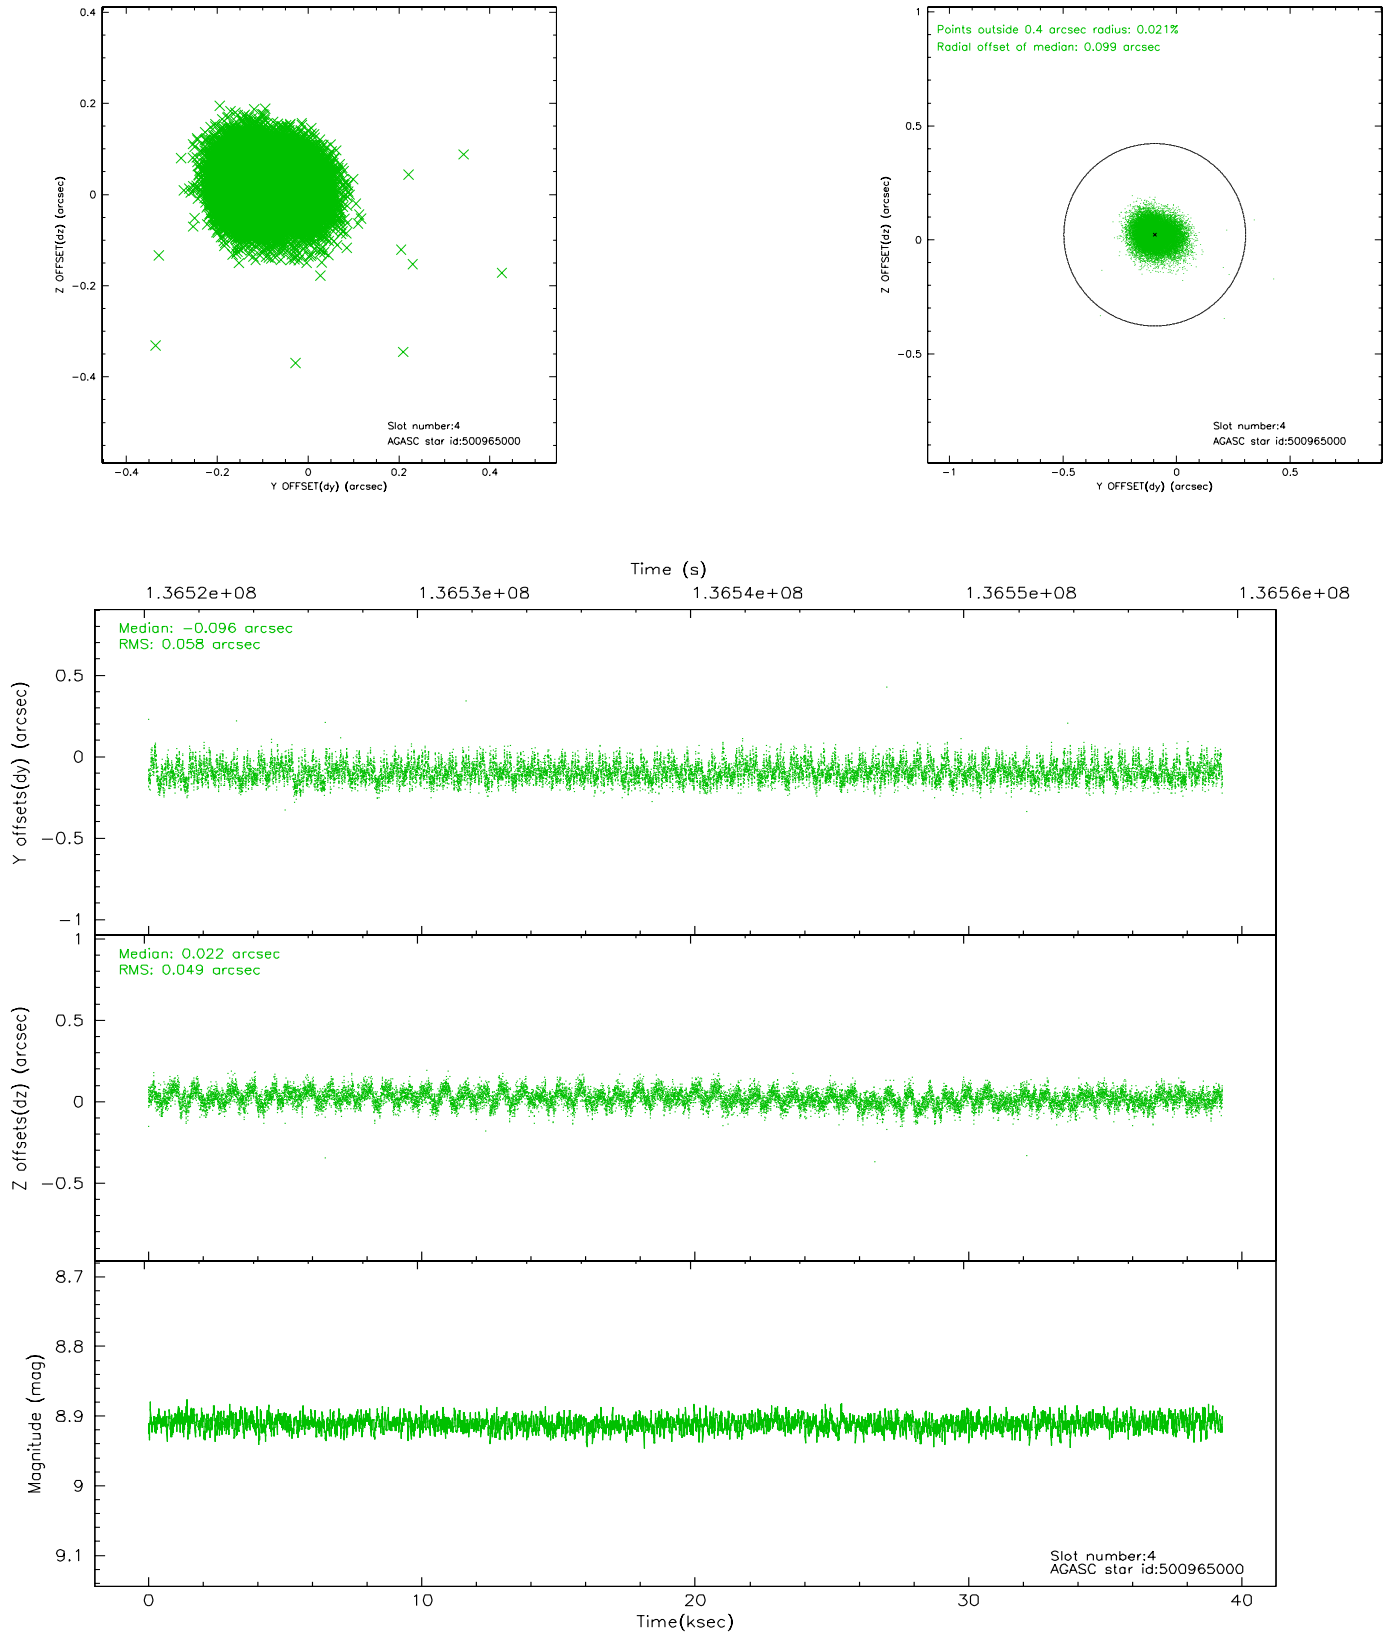 0.4
0.2
0
−0.2
−0.4
Z OFFSET(dz) (arcsec)
Slot number:4
AGASC star id:500965000
−0.4
−0.2
0
0.2
0.4
Y OFFSET(dy) (arcsec)
Points outside 0.4 arcsec radius: 0.021%
Radial offset of median: 0.099 arcsec
1
0.5
0
−0.5
Z OFFSET(dz) (arcsec)
Slot number:4
AGASC star id:500965000
−1
−0.5
0
0.5
Y OFFSET(dy) (arcsec)
Time (s)
1.3652e+08
1.3653e+08
1.3654e+08
1.3655e+08
1.3656e+08
Median: −0.096 arcsec
RMS: 0.058 arcsec
0.5
0
−0.5
−1
Y offsets(dy) (arcsec)
Median: 0.022 arcsec
RMS: 0.049 arcsec
1
0.5
0
−0.5
Z offsets(dz) (arcsec)
8.7
8.8
8.9
9
9.1
Magnitude (mag)
Slot number:4
AGASC star id:500965000
0
10
20
30
40
Time(ksec)